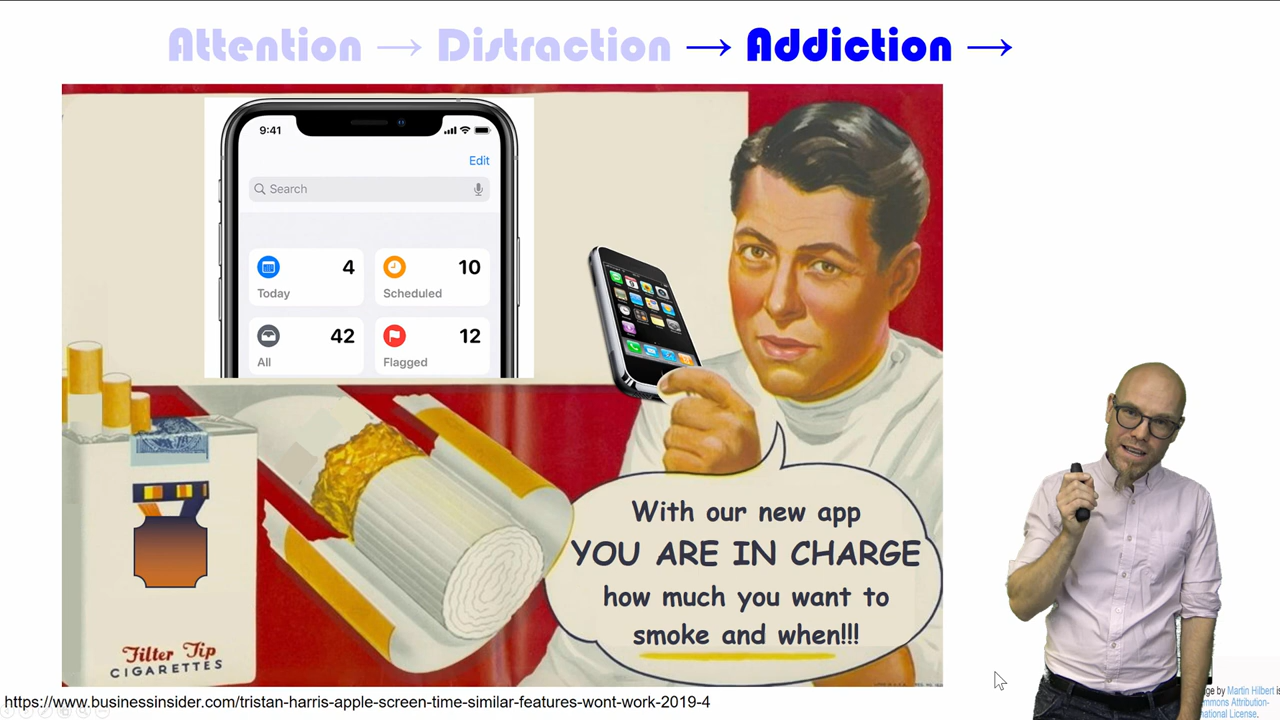 Attention → Distraction → Addiction →
9:41
Edit
Search
4
Today
10
Scheduled
42
All
12
Flagged
With our new app
YOU ARE IN CHARGE
how much you want to
smoke and when!!!
Filter Tip
CIGARETTES
https://www.businessinsider.com/tristan-harris-apple-screen-time-similar-features-wont-work-2019-4
by Martin Hilbert
Attribution-
License.